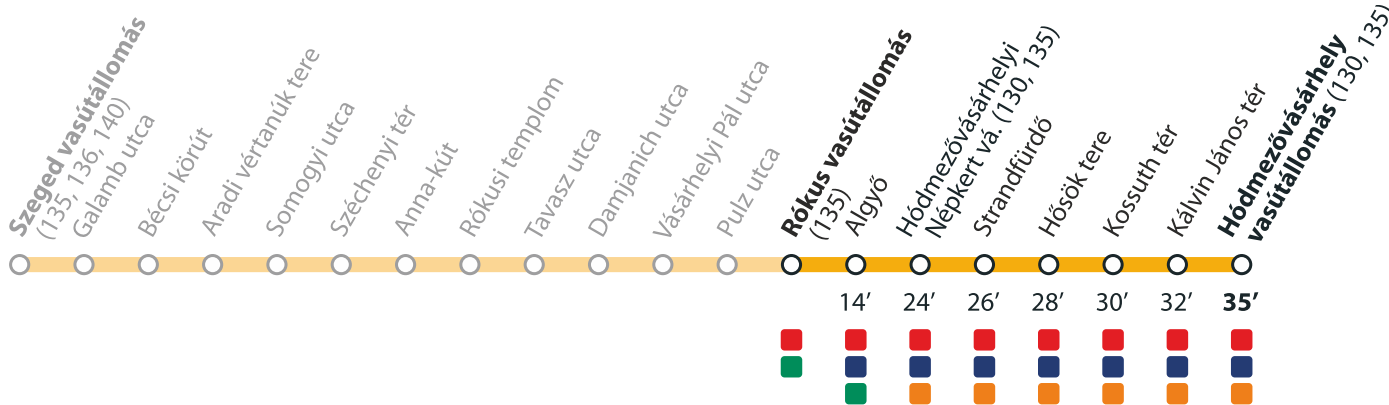 Szeged vasútállomás
(135, 136, 140)
Galamb utca
Bécsi körút
Aradi vértanúk tere
Somogyi utca
Széchenyi tér
Anna-kút
Rókusi templom
Tavasz utca
Damjanich utca
Vásárhelyi Pál utca
Pulz utca
Rókus vasútállomás
(135)
Algyő
Hódmezővásárhelyi
Népkert vá. (130, 135)
Strandfürdő
Hősök tere
Kossuth tér
Kálvin János tér
Hódmezővásárhely
vasútállomás (130, 135)
14’ 24’ 26’ 28’ 30’ 32’ 35’